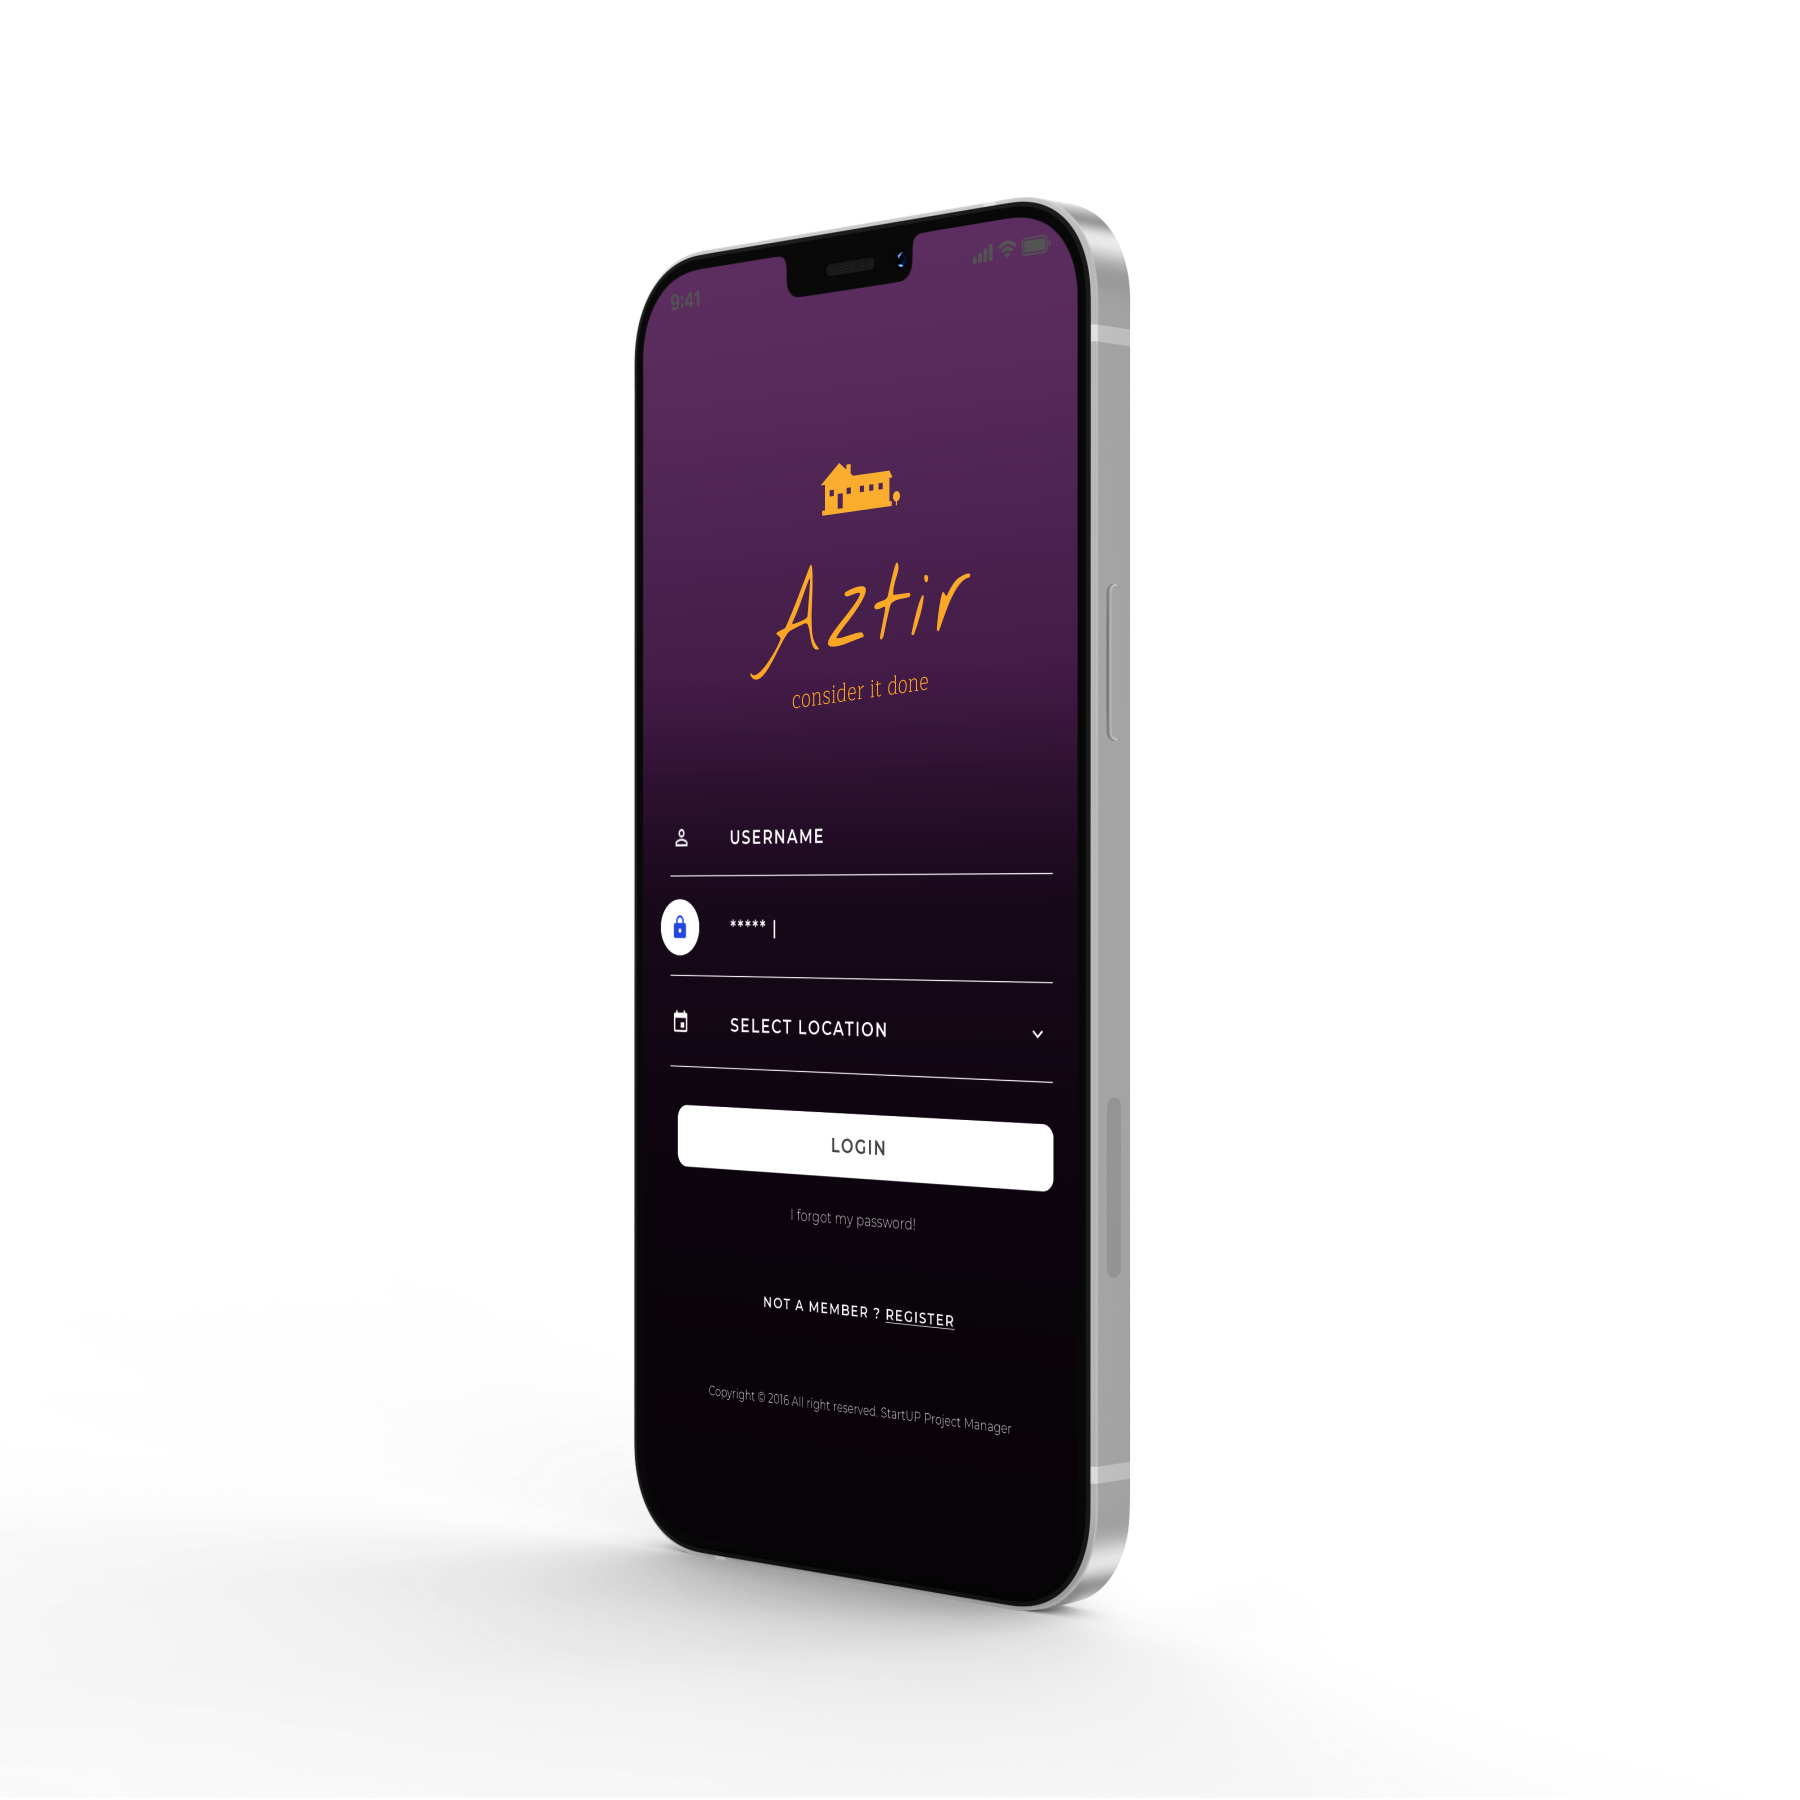 9:41
Aztir
consider it done
USERNAME
***** |
SELECT LOCATION
LOGIN
I forgot my password!
NOT A MEMBER ? REGISTER
Copyright © 2016 All right reserved. StartUP Project Manager